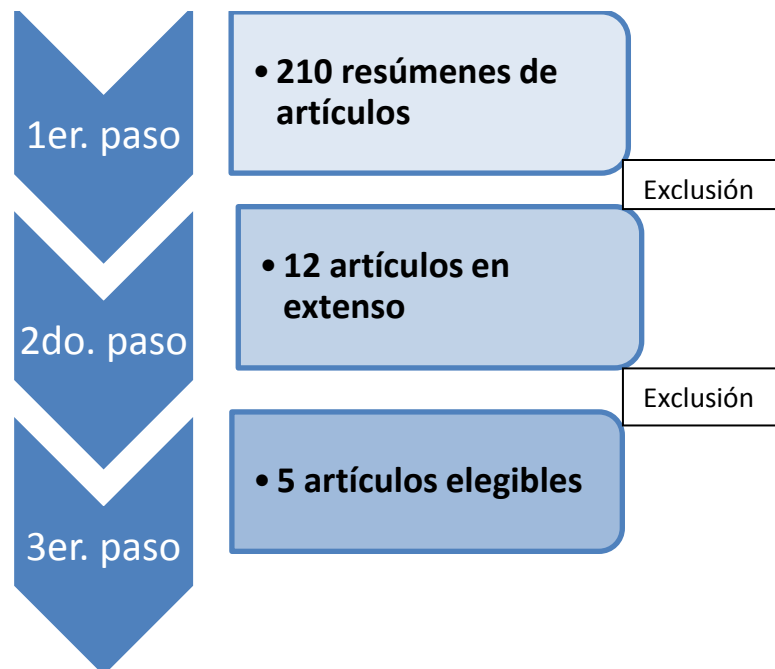 1er. paso
• 210 resúmenes de
artículos
Exclusión
2do. paso
• 12 artículos en
extenso
Exclusión
3er. paso
• 5 artículos elegibles